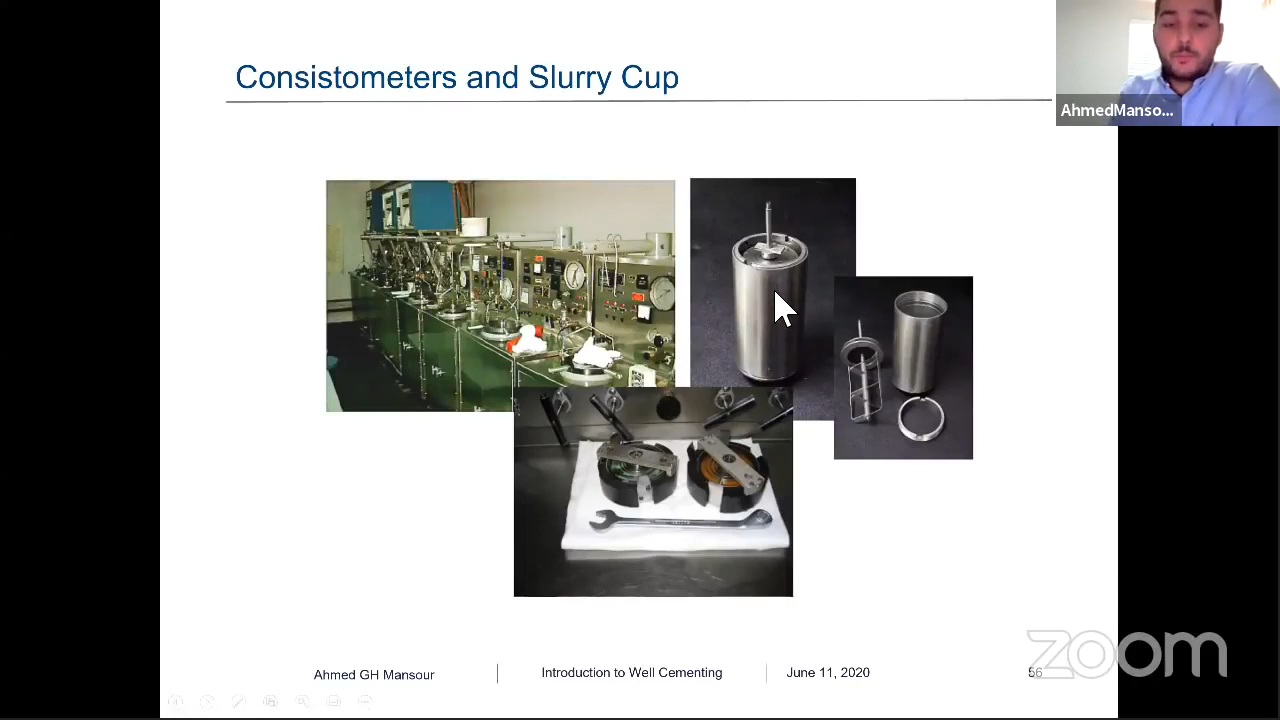 Consistometers and Slurry Cup
AhmedManso...
Ahmed GH Mansour
Introduction to Well Cementing
June 11, 2020
56
zoom